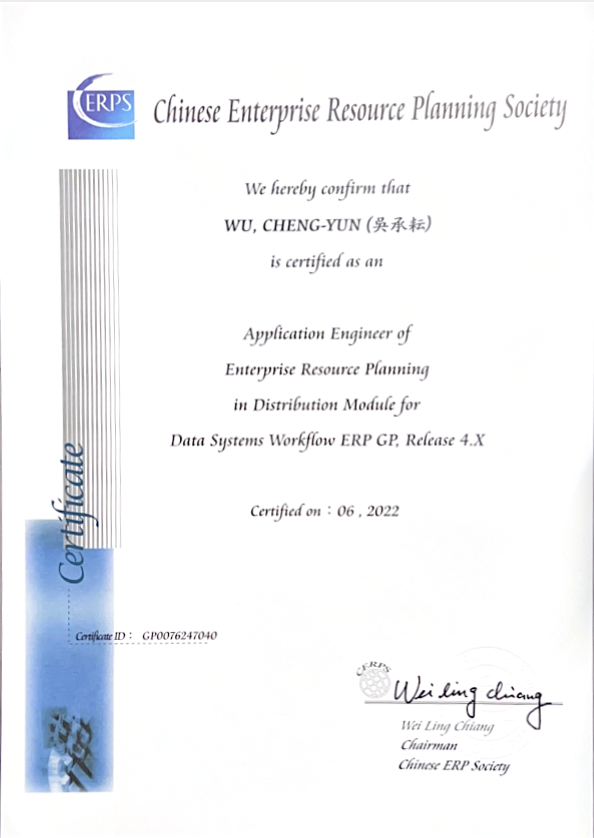 CERPS
Chinese Enterprise Resource Planning Society
We hereby confirm that
WU, CHENG-YUN (吳承耘)
is certified as an
Application Engineer of
Enterprise Resource Planning
in Distribution Module for
Data Systems Workflow ERP GP, Release 4.X
Certified on：06 , 2022
Certificate
Certificate ID： GP0076247040
CERPS
Wei ling chiang
Wei Ling Chiang
Chairman
Chinese ERP Society